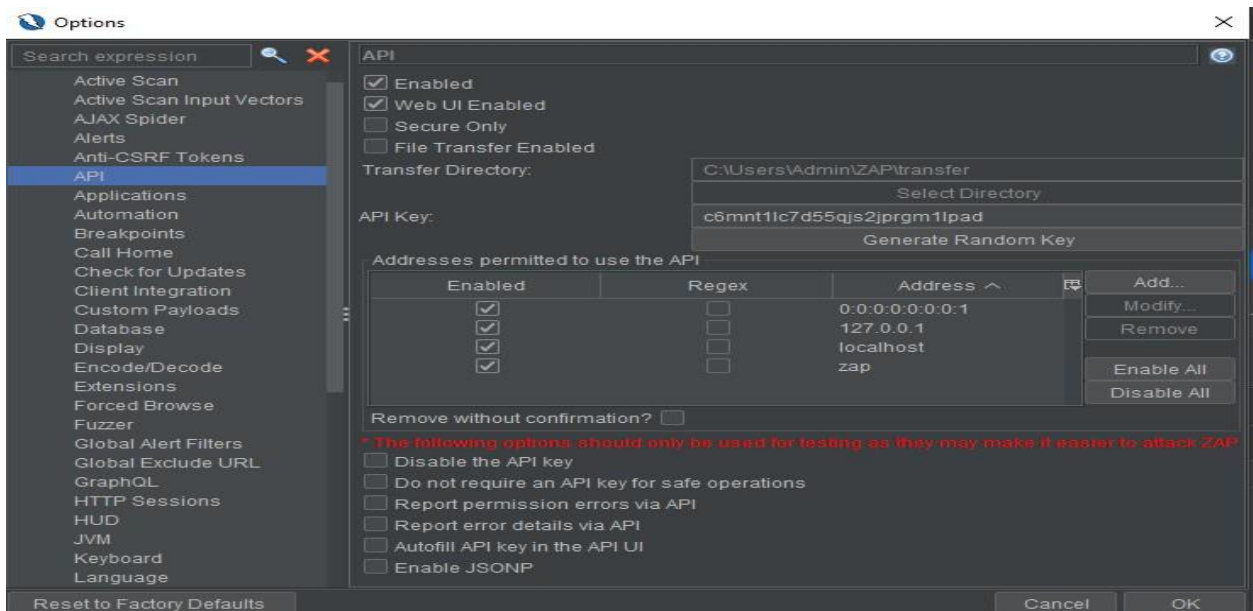 Options
Search expression
Active Scan
Active Scan Input Vectors
AJAX Spider
Alerts
Anti-CSRF Tokens
API
Applications
Automation
Breakpoints
Call Home
Check for Updates
Client Integration
Custom Payloads
Database
Display
Encode/Decode
Extensions
Forced Browse
Fuzzer
Global Alert Filters
Global Exclude URL
GraphQL
HTTP Sessions
HUD
JVM
Keyboard
Language
Reset to Factory Defaults
API
Enabled
Web UI Enabled
Secure Only
File Transfer Enabled
Transfer Directory: C:\Users\Admin\ZAP\transfer
Select Directory
API Key: c6mnt1lc7d55qjs2jprgm1lpad
Generate Random Key
Addresses permitted to use the API
Enabled Regex Address
0:0:0:0:0:0:0:1
127.0.0.1
localhost
zap
Add...
Modify...
Remove
Enable All
Disable All
Remove without confirmation?
* The following options should only be used for testing as they may make it easier to attack ZAP
Disable the API key
Do not require an API key for safe operations
Report permission errors via API
Report error details via API
Autofill API key in the API UI
Enable JSONP
Cancel OK